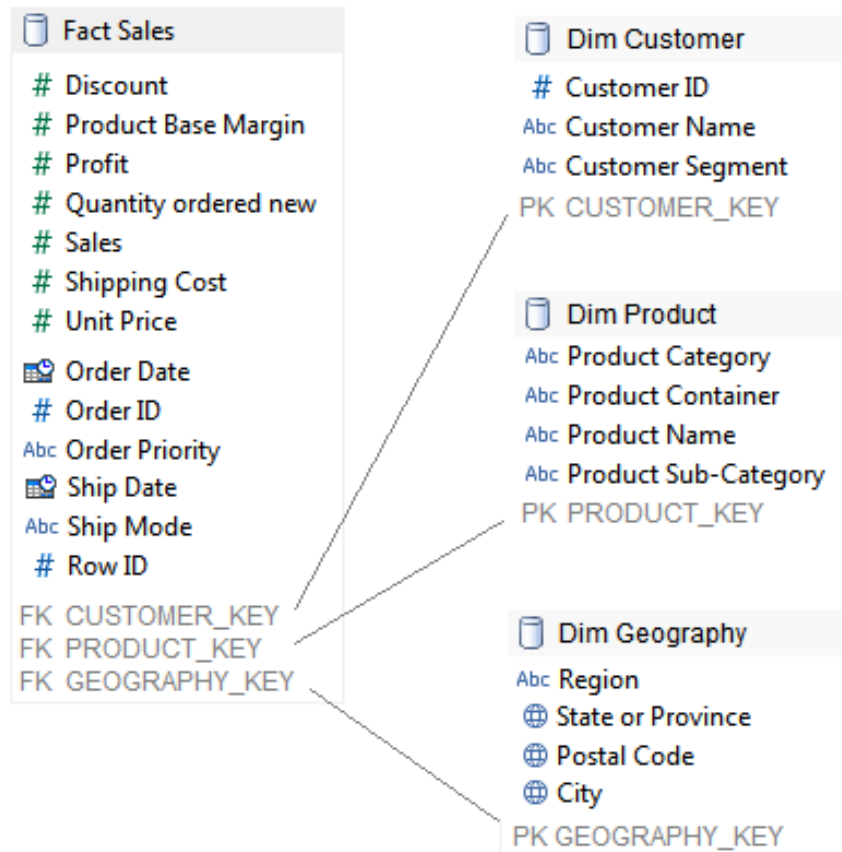 Fact Sales
# Discount
# Product Base Margin
# Profit
# Quantity ordered new
# Sales
# Shipping Cost
# Unit Price
Order Date
# Order ID
Abc Order Priority
Ship Date
Abc Ship Mode
# Row ID
FK CUSTOMER_KEY
FK PRODUCT_KEY
FK GEOGRAPHY_KEY
Dim Customer
# Customer ID
Abc Customer Name
Abc Customer Segment
PK CUSTOMER_KEY
Dim Product
Abc Product Category
Abc Product Container
Abc Product Name
Abc Product Sub-Category
PK PRODUCT_KEY
Dim Geography
Abc Region
State or Province
Postal Code
City
PK GEOGRAPHY_KEY